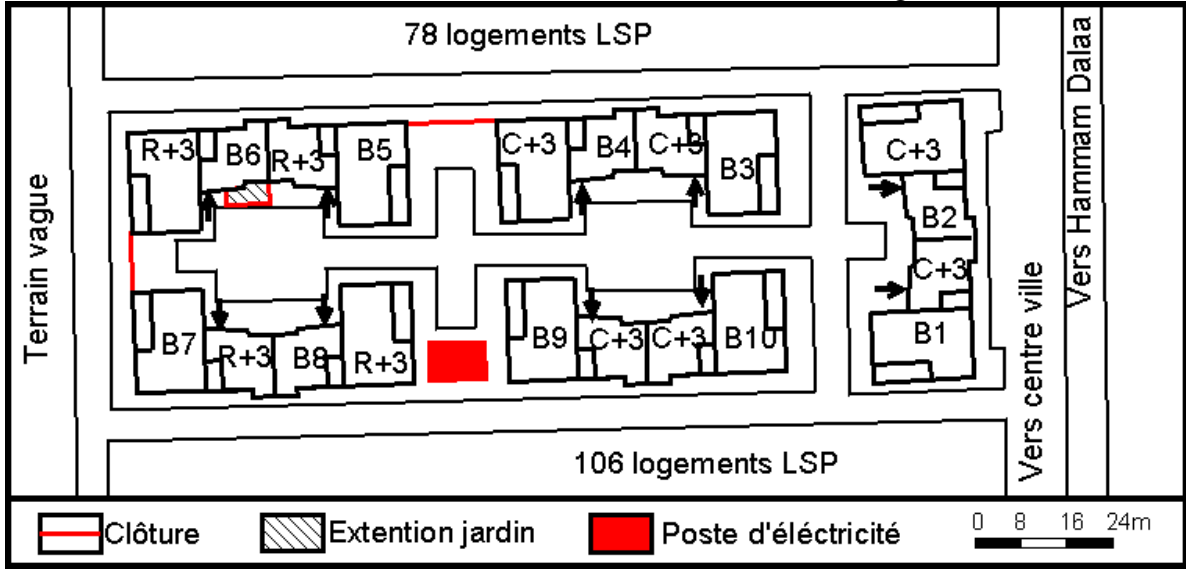 78 logements LSP
R+3 B6 R+3 B5 C+3 B4 C+3 B3 C+3
B2
C+3
B7 R+3 B8 R+3 B9 C+3 C+3 B10 B1
Terrain vague
Vers centre ville
Vers Hammam Dalaa
106 logements LSP
Clôture Extention jardin Poste d'éléctricité 0 8 16 24m